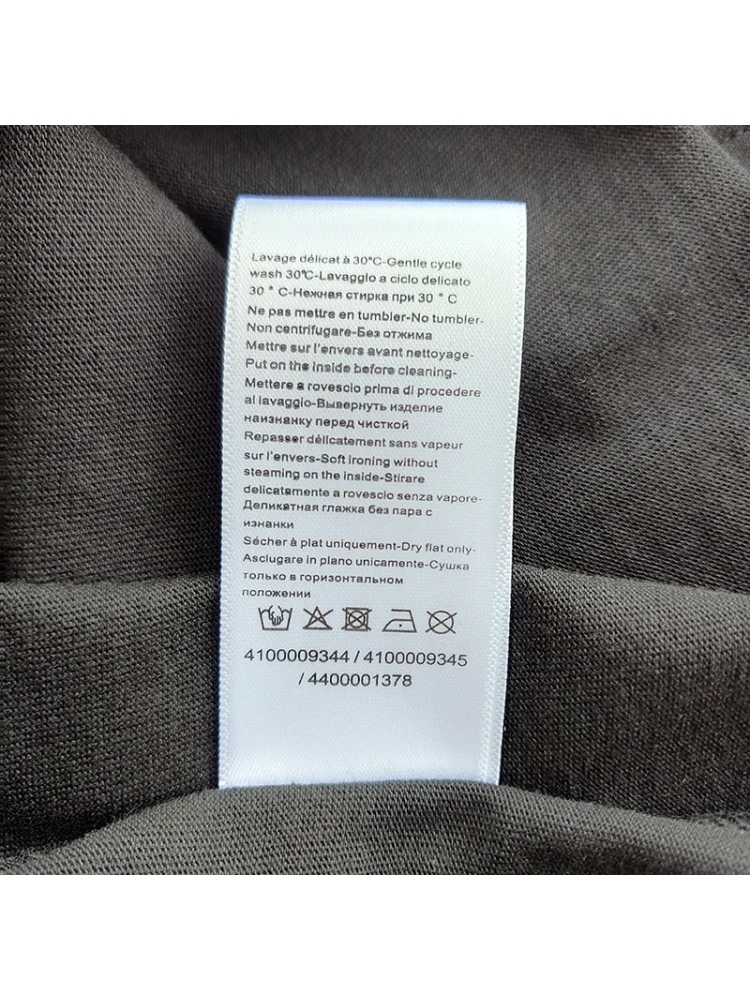 Lavage délicat à 30°C-Gentle cycle
wash 30°C-Lavagglo a ciclo delicato
30 ° C-Нежная стирка при 30 ° C
Ne pas mettre en tumbler-No tumbler-
Non centrifugare-Без отжима
Mettre sur l'envers avant nettoyage-
Put on the inside before cleaning-
Mettere a rovescio prima di procedere
al lavaggio-Вывернуть изделие
наизнанку перед чисткой
Repasser délicatement sans vapeur
sur l'envers-Soft ironing without
steaming on the inside-Stirare
delicatamente a rovescio senza vapore-
Деликатная глажка без пара с
изнанки
Sécher à plat uniquement-Dry flat only-
Asclugare in plano unicamente-Сушка
только в горизонтальном
положении
4100009344 / 4100009345
/ 4400001378